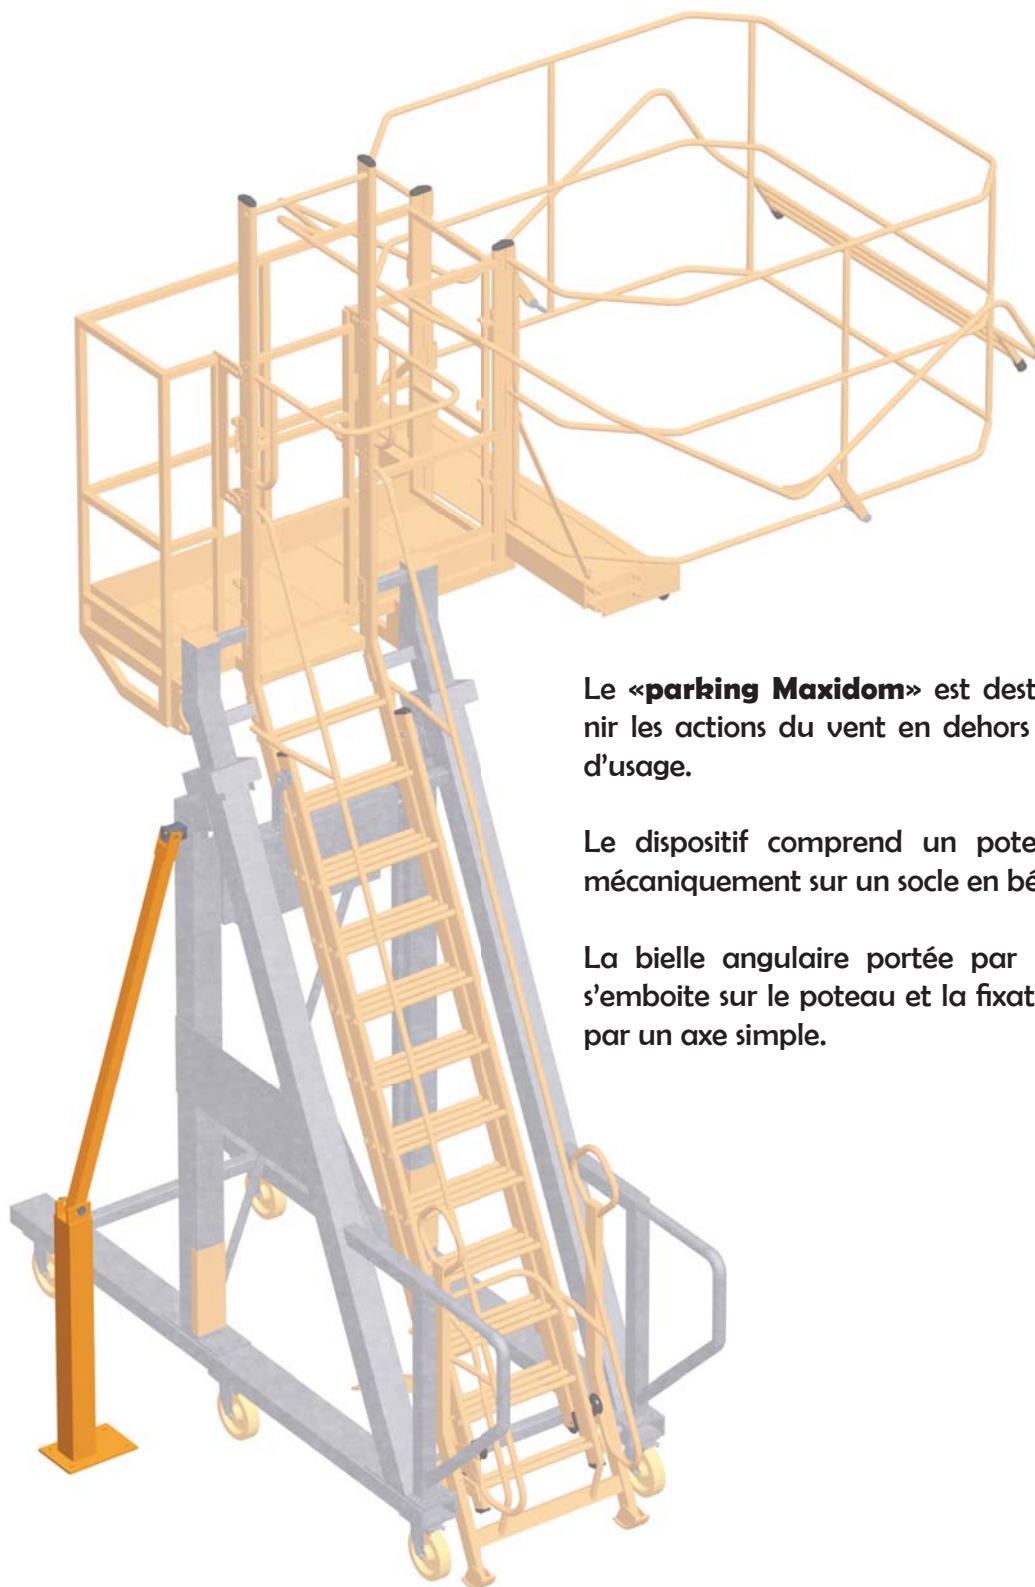 Le «parking Maxidom» est dest
nir les actions du vent en dehors
d'usage.
Le dispositif comprend un pote
mécaniquement sur un socle en bé
La bielle angulaire portée par
s'emboite sur le poteau et la fixat
par un axe simple.